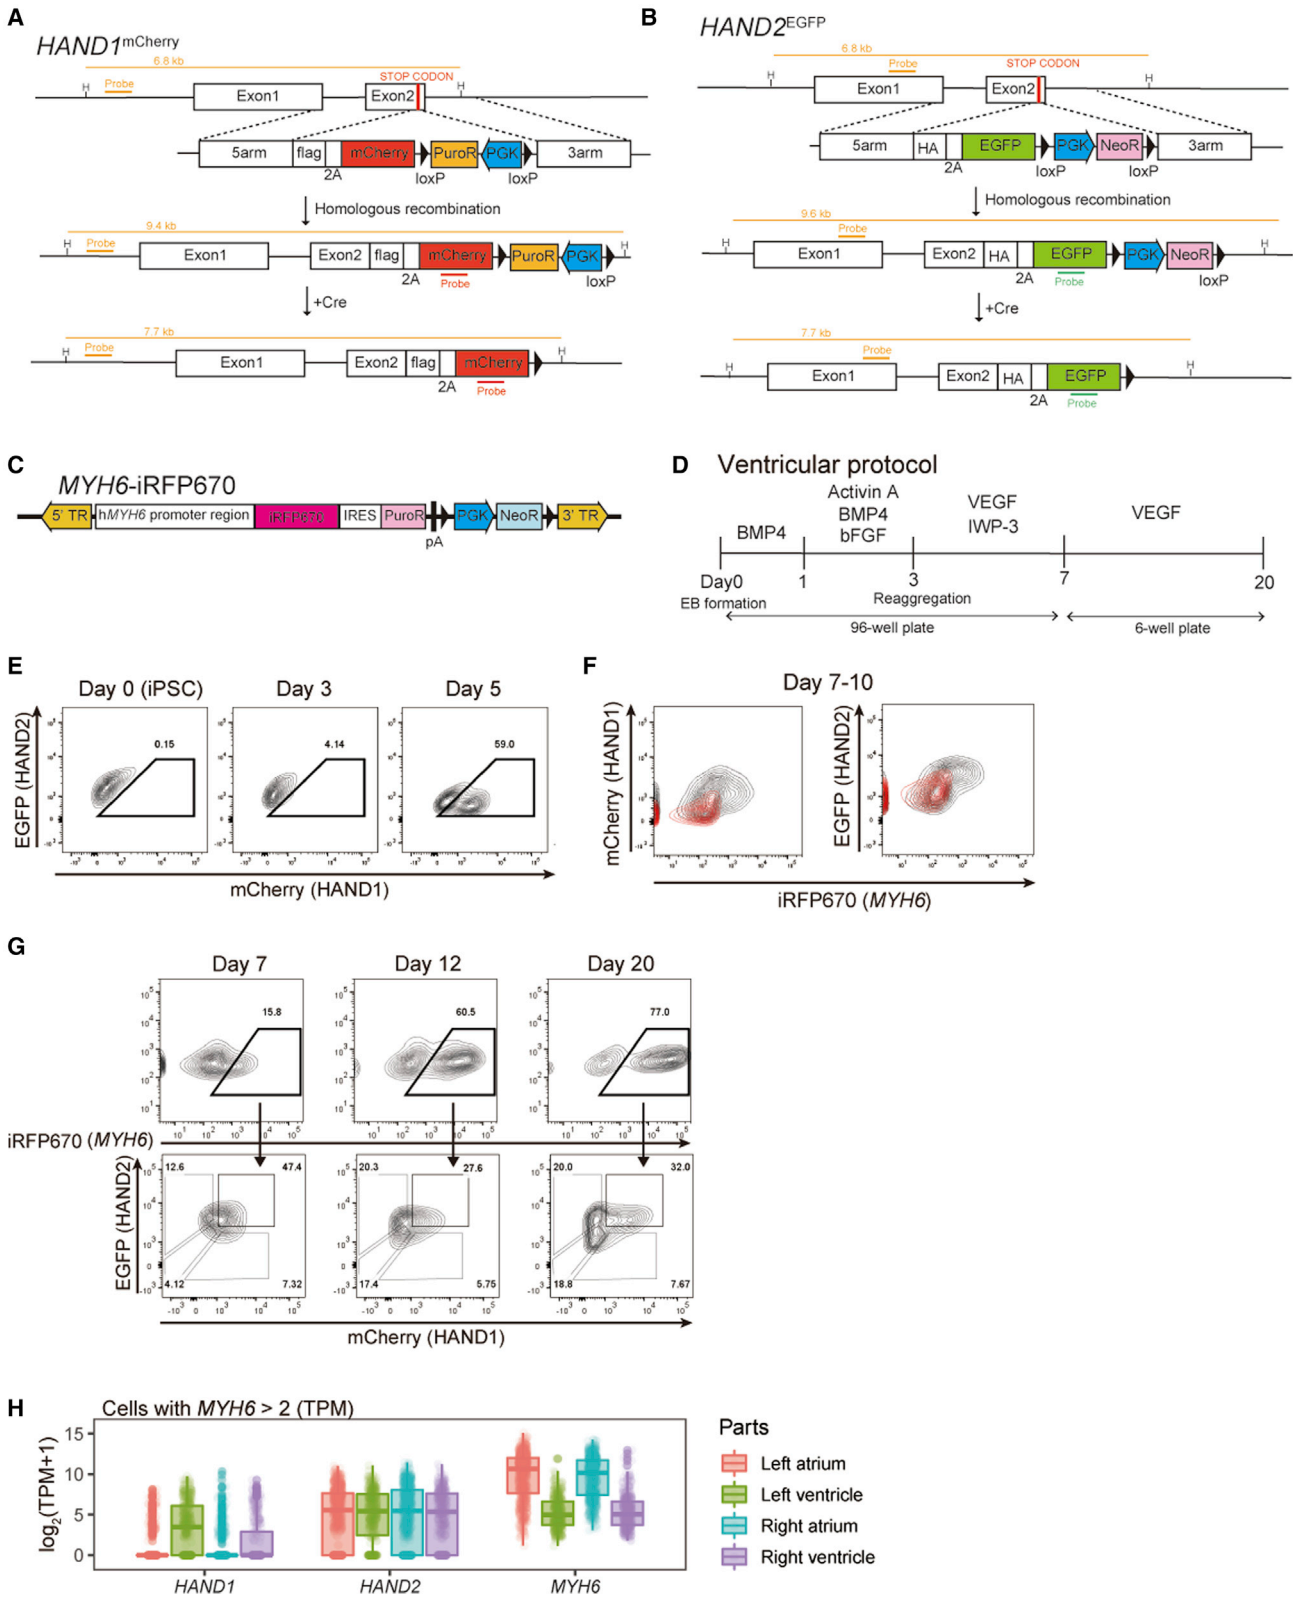 A
HAND1mCherry
6.8 kb
STOP CODON
H
Probe
Exon1
Exon2
H
5arm
flag
mCherry
PuroR
PGK
3arm
2A
loxP
loxP
Homologous recombination
9.4 kb
H
Probe
H
Exon1
Exon2
flag
mCherry
PuroR
PGK
2A
Probe
loxP
+Cre
7.7 kb
H
Probe
H
Exon1
Exon2
flag
mCherry
2A
Probe
B
HAND2EGFP
6.8 kb
Probe
STOP CODON
H
Exon1
Exon2
H
5arm
HA
EGFP
PGK
NeoR
3arm
2A
loxP
loxP
Homologous recombination
9.6 kb
Probe
H
H
Exon1
Exon2
HA
EGFP
PGK
NeoR
2A
Probe
loxP
+Cre
7.7 kb
Probe
H
H
Exon1
Exon2
HA
EGFP
2A
Probe
C
MYH6-iRFP670
5' TR
hMYH6 promoter region
iRFP670
IRES
PuroR
PGK
NeoR
3' TR
pA
D
Ventricular protocol
BMP4
Activin A
BMP4
bFGF
VEGF
IWP-3
VEGF
Day0
1
3
7
20
EB formation
Reaggregation
96-well plate
6-well plate
E
Day 0 (iPSC)
Day 3
Day 5
0.15
4.14
59.0
EGFP (HAND2)
mCherry (HAND1)
F
Day 7-10
mCherry (HAND1)
EGFP (HAND2)
iRFP670 (MYH6)
G
Day 7
Day 12
Day 20
15.8
60.5
77.0
iRFP670 (MYH6)
12.6
47.4
20.3
27.6
20.0
32.0
4.12
7.32
17.4
5.75
18.8
7.67
EGFP (HAND2)
mCherry (HAND1)
H
Cells with MYH6 > 2 (TPM)
log2(TPM+1)
15
10
5
0
HAND1
HAND2
MYH6
Parts
Left atrium
Left ventricle
Right atrium
Right ventricle